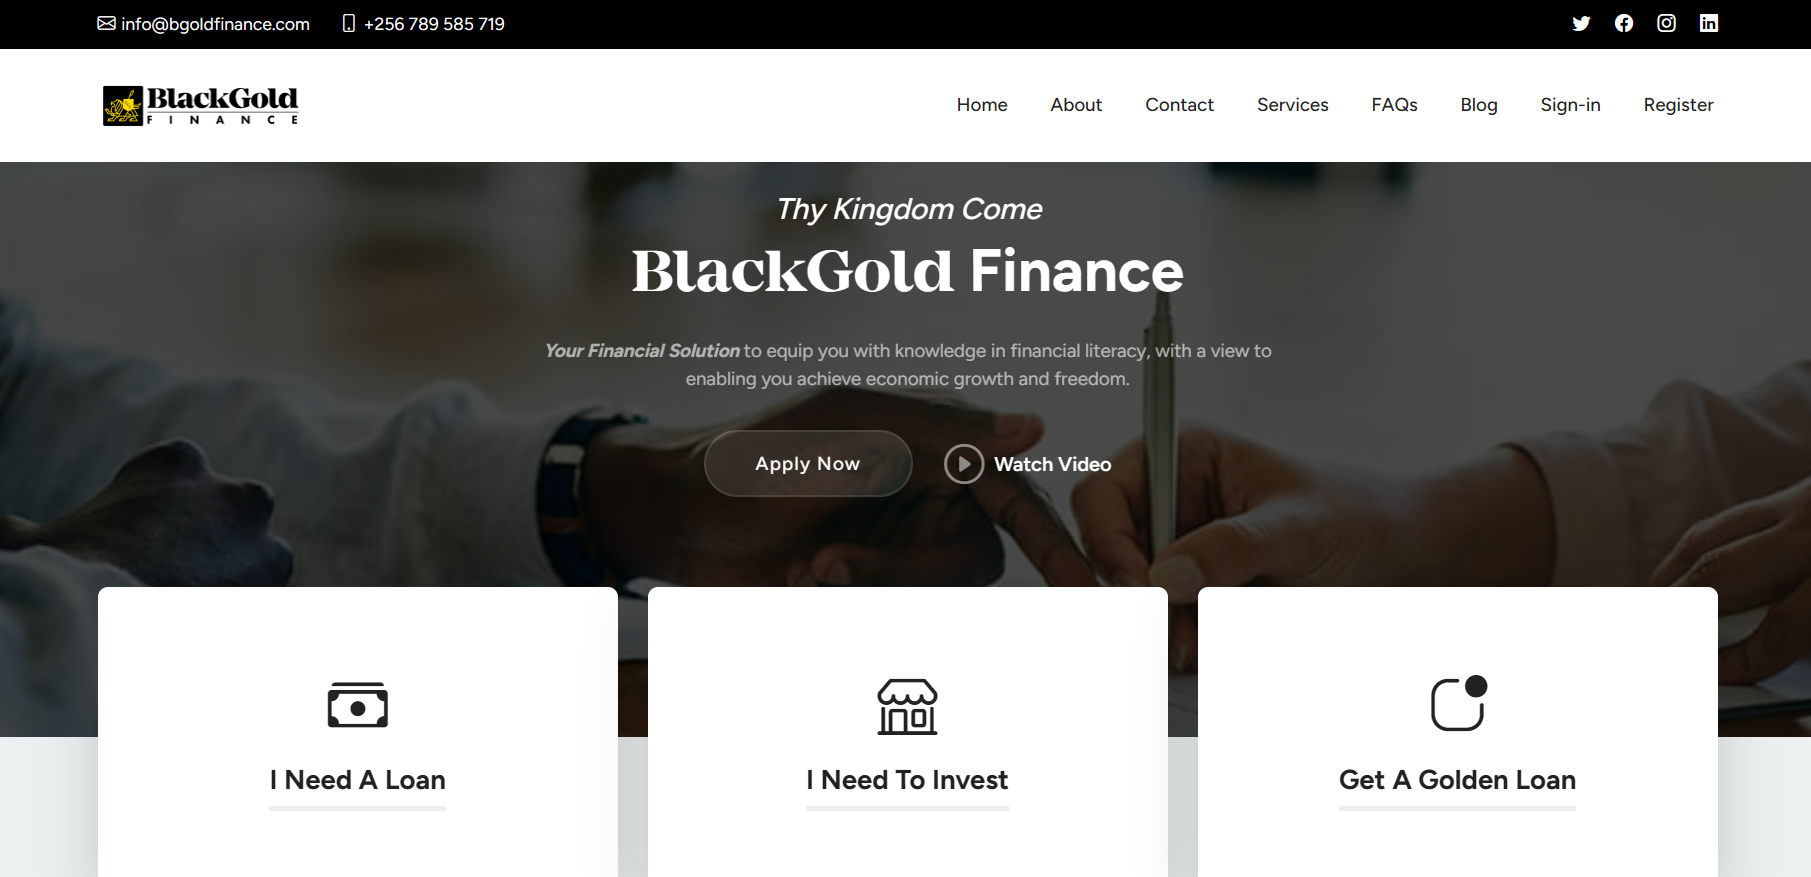 info@bgoldfinance.com +256 789 585 719
BlackGold
FINANCE
Home About Contact Services FAQs Blog Sign-in Register
Thy Kingdom Come
BlackGold Finance
Your Financial Solution to equip you with knowledge in financial literacy, with a view to
enabling you achieve economic growth and freedom.
Apply Now Watch Video
I Need A Loan I Need To Invest Get A Golden Loan